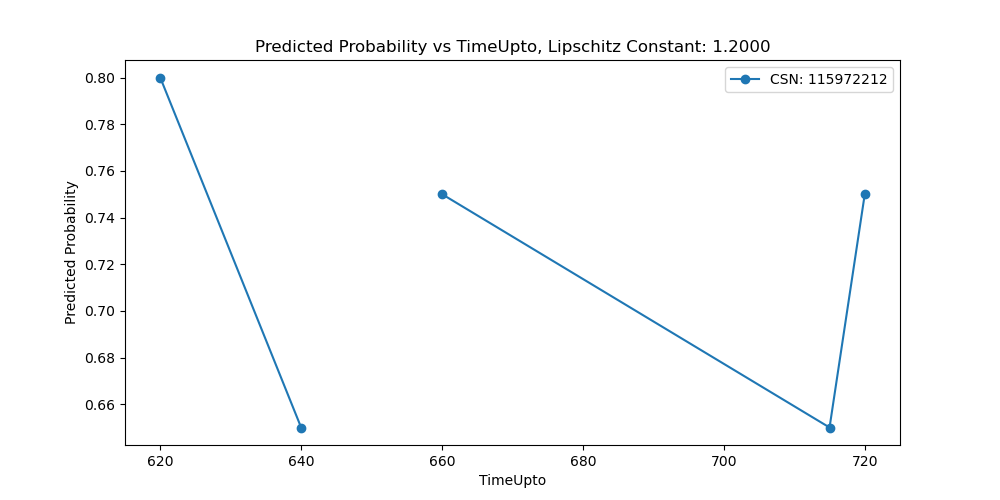 Predicted Probability vs TimeUpto, Lipschitz Constant: 1.2000
CSN: 115972212
Predicted Probability
0.80
0.78
0.76
0.74
0.72
0.70
0.68
0.66
620 640 660 680 700 720
TimeUpto